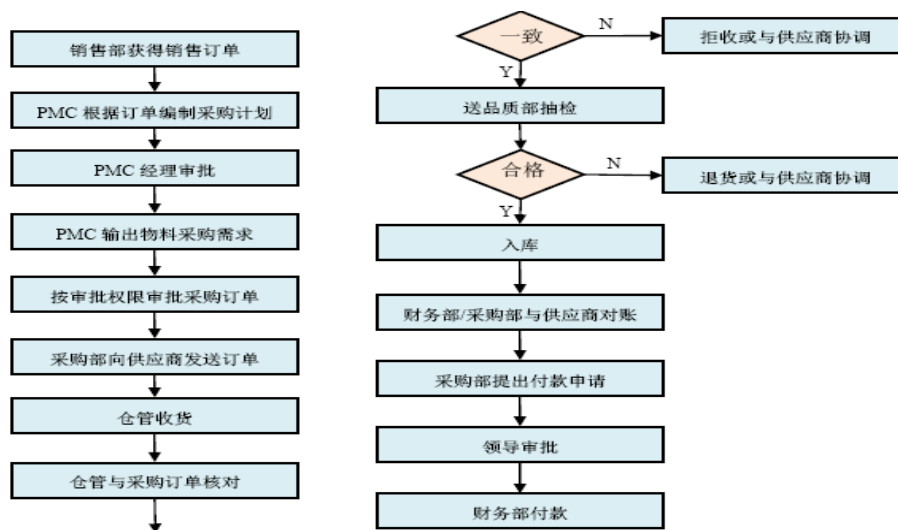 销售部获得销售订单
PMC 根据订单编制采购计划
PMC 经理审批
PMC 输出物料采购需求
按审批权限审批采购订单
采购部向供应商发送订单
仓管收货
仓管与采购订单核对
一致
N
拒收或与供应商协调
Y
送品质部抽检
合格
N
退货或与供应商协调
Y
入库
财务部/采购部与供应商对账
采购部提出付款申请
领导审批
财务部付款